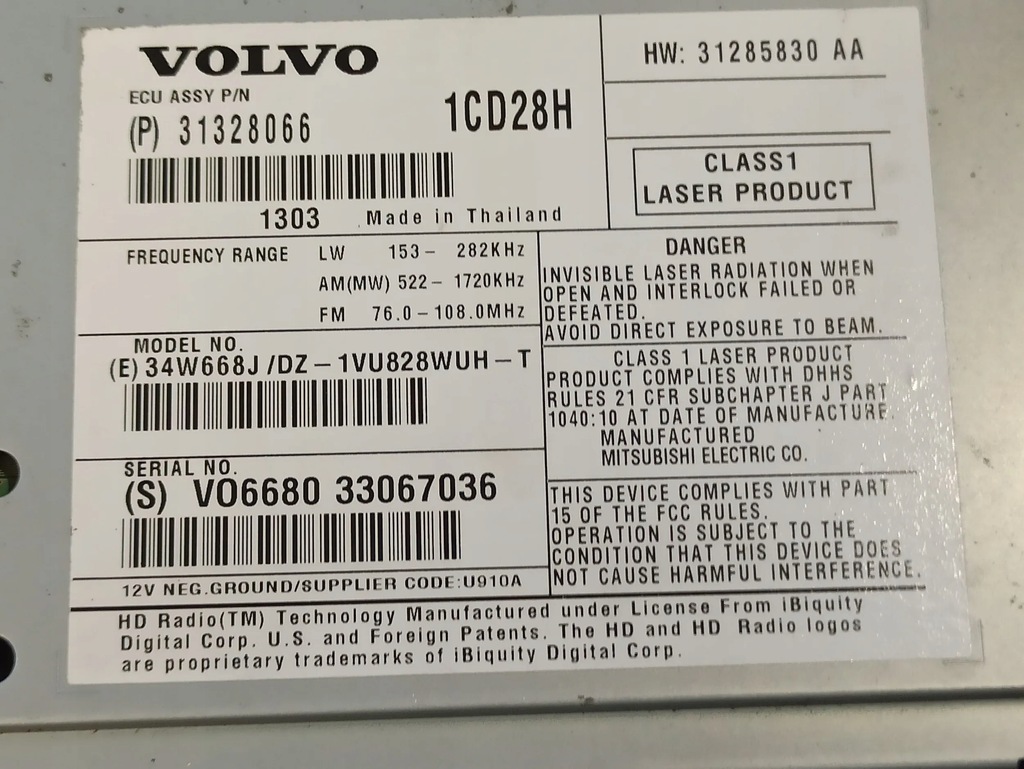 VOLVO
ECU ASSY P/N
(P) 31328066
1CD28H
1303 Made in Thailand
HW: 31285830 AA
CLASS1
LASER PRODUCT
FREQUENCY RANGE LW 153 – 282KHz
AM(MW) 522 – 1720KHz
FM 76.0 – 108.0MHz
MODEL NO.
(E) 34W668J /DZ – 1VU828WUH – T
SERIAL NO.
(S) VO6680 33067036
12V NEG.GROUND/SUPPLIER CODE:U910A
DANGER
INVISIBLE LASER RADIATION WHEN
OPEN AND INTERLOCK FAILED OR
DEFEATED.
AVOID DIRECT EXPOSURE TO BEAM.
CLASS 1 LASER PRODUCT
PRODUCT COMPLIES WITH DHHS
RULES 21 CFR SUBCHAPTER J PART
1040:10 AT DATE OF MANUFACTURE.
MANUFACTURED
MITSUBISHI ELECTRIC CO.
THIS DEVICE COMPLIES WITH PART
15 OF THE FCC RULES.
OPERATION IS SUBJECT TO THE
CONDITION THAT THIS DEVICE DOES
NOT CAUSE HARMFUL INTERFERENCE.
HD Radio(TM) Technology Manufactured under License From iBiquity
Digital Corp. U.S. and Foreign Patents. The HD and HD Radio logos
are proprietary trademarks of iBiquity Digital Corp.